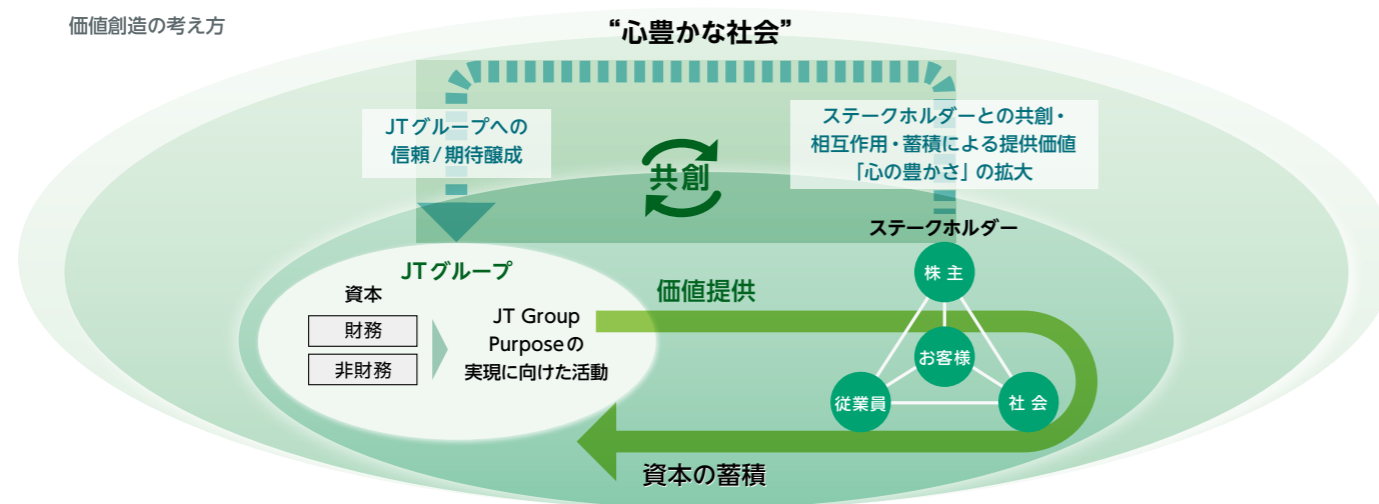 価値創造の考え方
“心豊かな社会”
JTグループへの
信頼/期待醸成
共創
ステークホルダーとの共創・
相互作用・蓄積による提供価値
「心の豊かさ」の拡大
ステークホルダー
JTグループ
資本
財務
非財務
JT Group
Purposeの
実現に向けた活動
価値提供
株主
お客様
従業員
社会
資本の蓄積